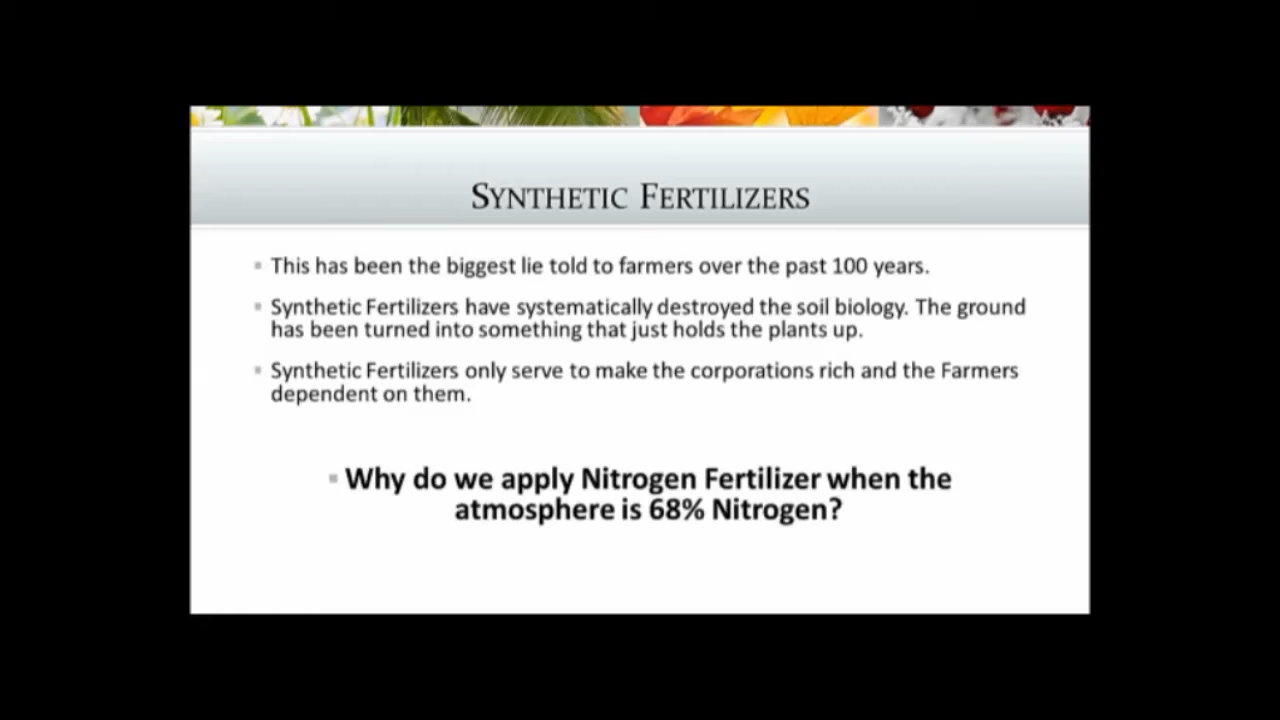 SYNTHETIC FERTILIZERS
This has been the biggest lie told to farmers over the past 100 years.
Synthetic Fertilizers have systematically destroyed the soil biology. The ground
has been turned into something that just holds the plants up.
Synthetic Fertilizers only serve to make the corporations rich and the Farmers
dependent on them.
Why do we apply Nitrogen Fertilizer when the
atmosphere is 68% Nitrogen?